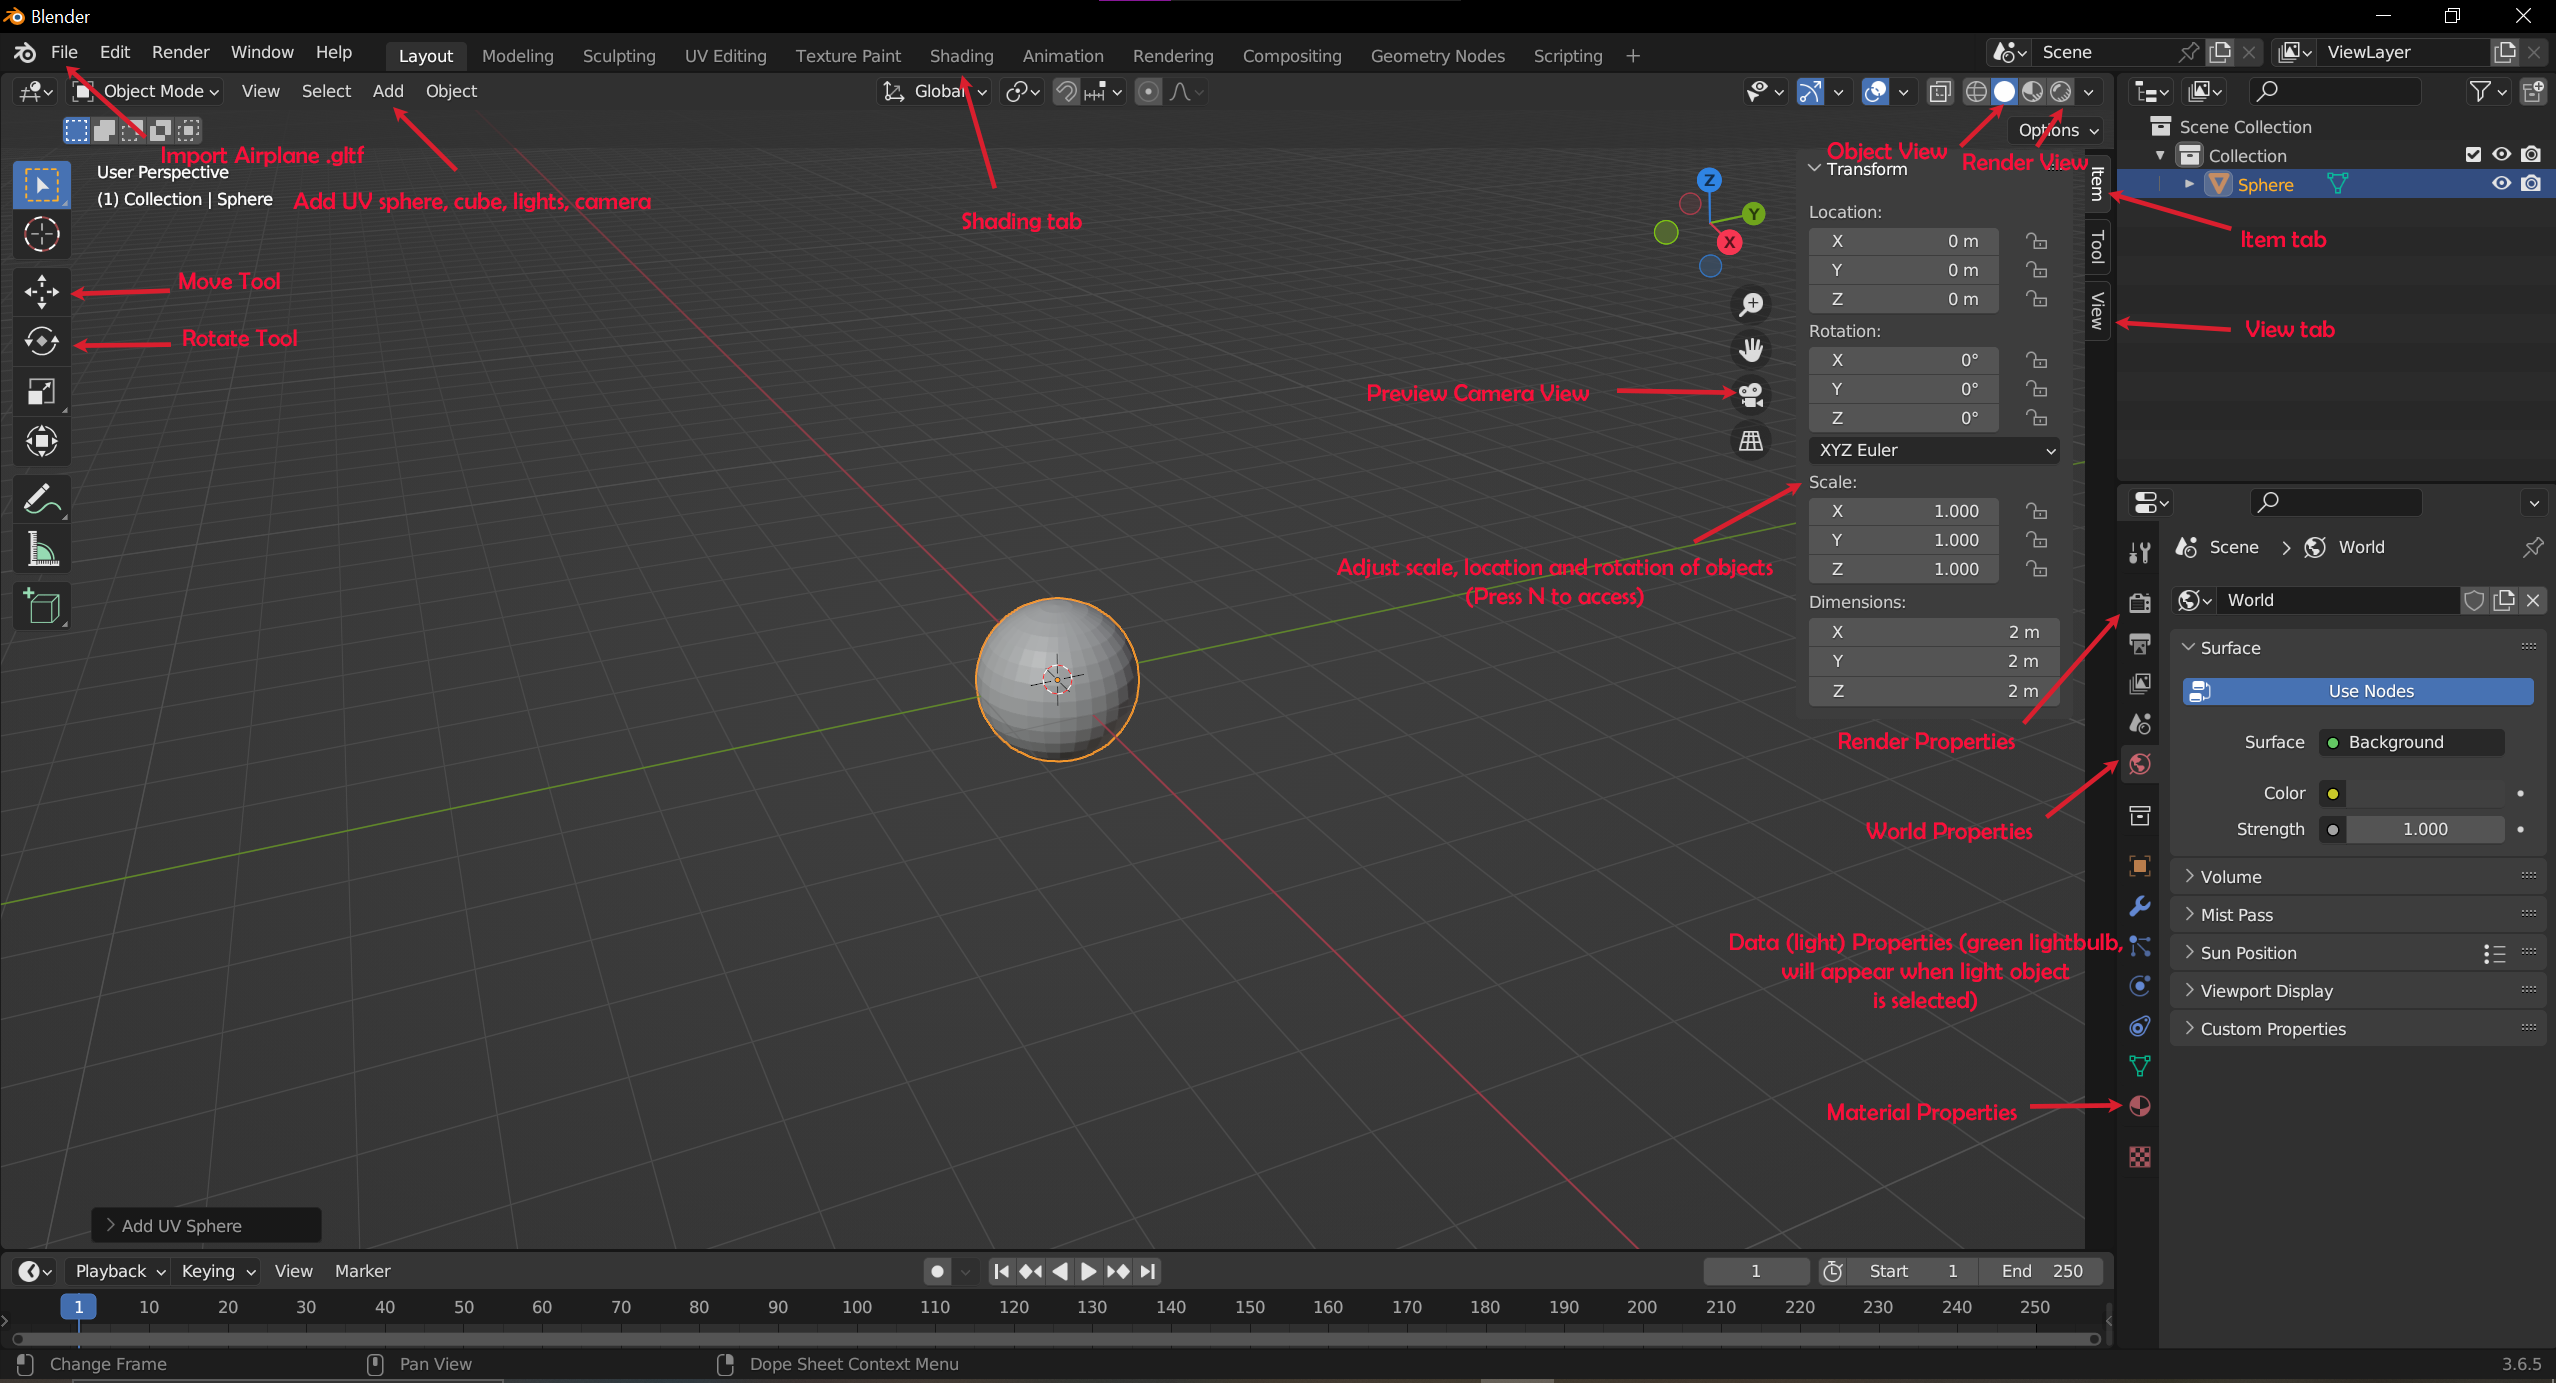 Blender
File Edit Render Window Help Layout Modeling Sculpting UV Editing Texture Paint Shading Animation Rendering Compositing Geometry Nodes Scripting + Scene ViewLayer
Object Mode View Select Add Object Global
Options
Import Airplane .gltf
User Perspective
(1) Collection | Sphere
Add UV sphere, cube, lights, camera
Shading tab
Object View
Render View
Move Tool
Rotate Tool
Preview Camera View
Adjust scale, location and rotation of objects
(Press N to access)
Z
Y
X
Transform
Location:
X 0 m
Y 0 m
Z 0 m
Rotation:
X 0°
Y 0°
Z 0°
XYZ Euler
Scale:
X 1.000
Y 1.000
Z 1.000
Dimensions:
X 2 m
Y 2 m
Z 2 m
Item
Tool
View
Item tab
View tab
Render Properties
World Properties
Data (light) Properties (green lightbulb,
will appear when light object
is selected)
Material Properties
Scene Collection
Collection
Sphere
Scene World
World
Surface
Use Nodes
Surface Background
Color
Strength 1.000
Volume
Mist Pass
Sun Position
Viewport Display
Custom Properties
Add UV Sphere
Playback Keying View Marker 1 Start 1 End 250
1 10 20 30 40 50 60 70 80 90 100 110 120 130 140 150 160 170 180 190 200 210 220 230 240 250
Change Frame Pan View Dope Sheet Context Menu 3.6.5